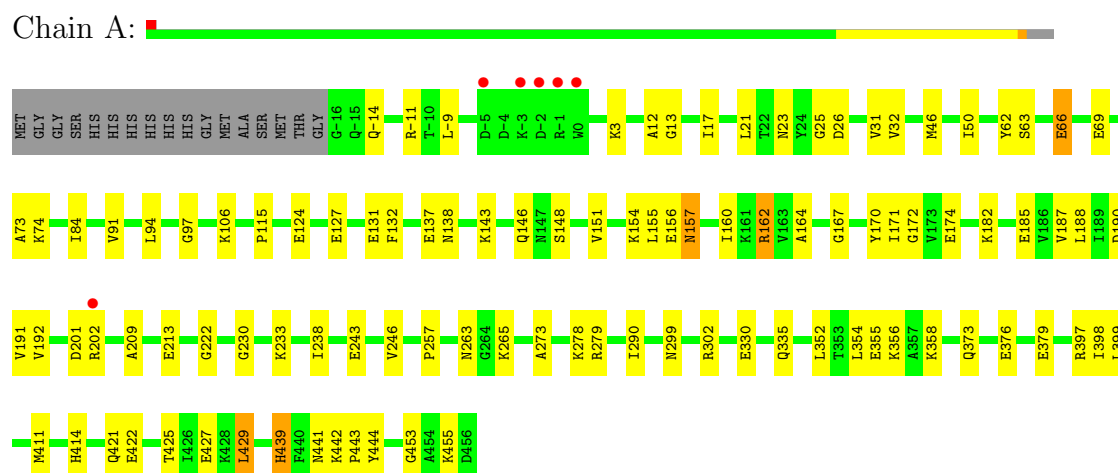 Chain A:
MET GLY GLY SER HIS HIS HIS HIS HIS HIS GLY MET ALA SER MET THR GLY G-16 Q-15 Q-14 R-11 T-10 L-9 D-5 D-4 K-3 D-2 R-1 W0 K3 A12 G13 I17 L21 T22 N23 Y24 G25 D26 V31 V32 M46 I50 Y62 S63 E66 E69
A73 K74 I84 V91 L94 G97 K106 P115 E124 E127 E131 F132 E137 N138 K143 Q146 N147 S148 V151 K154 L155 E156 N157 I160 K161 R162 V163 A164 G167 Y170 I171 G172 V173 E174 K182 E185 V186 V187 L188 I189 D190
V191 V192 D201 R202 A209 E213 G222 G230 K233 I238 E243 V246 P257 N263 G264 K265 A273 K278 R279 I290 N299 R302 E330 Q335 L352 T353 L354 E355 K356 A357 K358 Q373 E376 E379 R397 I398 L399
M411 H414 Q421 E422 T425 I426 E427 K428 L429 H439 F440 N441 K442 P443 Y444 G453 A454 K455 D456